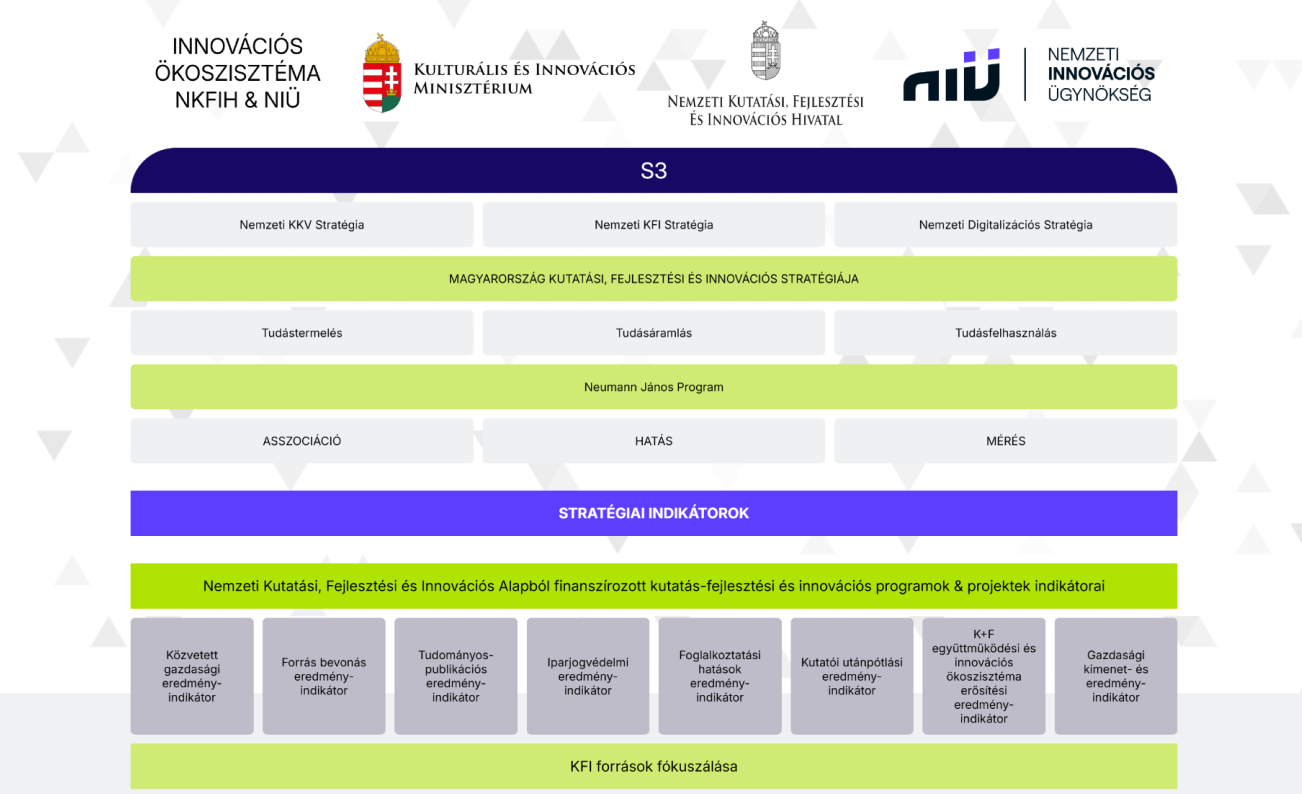 INNOVÁCIÓS
ÖKOSZISZTÉMA
NKFIH & NIÜ
KULTURÁLIS ÉS INNOVÁCIÓS
MINISZTÉRIUM
NEMZETI KUTATÁSI, FEJLESZTÉSI
ÉS INNOVÁCIÓS HIVATAL
niü
NEMZETI
INNOVÁCIÓS
ÜGYNÖKSÉG
S3
Nemzeti KKV Stratégia
Nemzeti KFI Stratégia
Nemzeti Digitalizációs Stratégia
MAGYARORSZÁG KUTATÁSI, FEJLESZTÉSI ÉS INNOVÁCIÓS STRATÉGIÁJA
Tudástermelés
Tudásáramlás
Tudásfelhasználás
Neumann János Program
ASSZOCIÁCIÓ
HATÁS
MÉRÉS
STRATÉGIAI INDIKÁTOROK
Nemzeti Kutatási, Fejlesztési és Innovációs Alapból finanszírozott kutatás-fejlesztési és innovációs programok & projektek indikátorai
Közvetett
gazdasági
eredmény-
indikátor
Forrás bevonás
eredmény-
indikátor
Tudományos-
publikációs
eredmény-
indikátor
Iparjogvédelmi
eredmény-
indikátor
Foglalkoztatási
hatások
eredmény-
indikátor
Kutatói utánpótlási
eredmény-
indikátor
K+F
együttműködési és
innovációs
ökoszisztéma
erősítési
eredmény-
indikátor
Gazdasági
kimenet- és
eredmény-
indikátor
KFI források fókuszálása